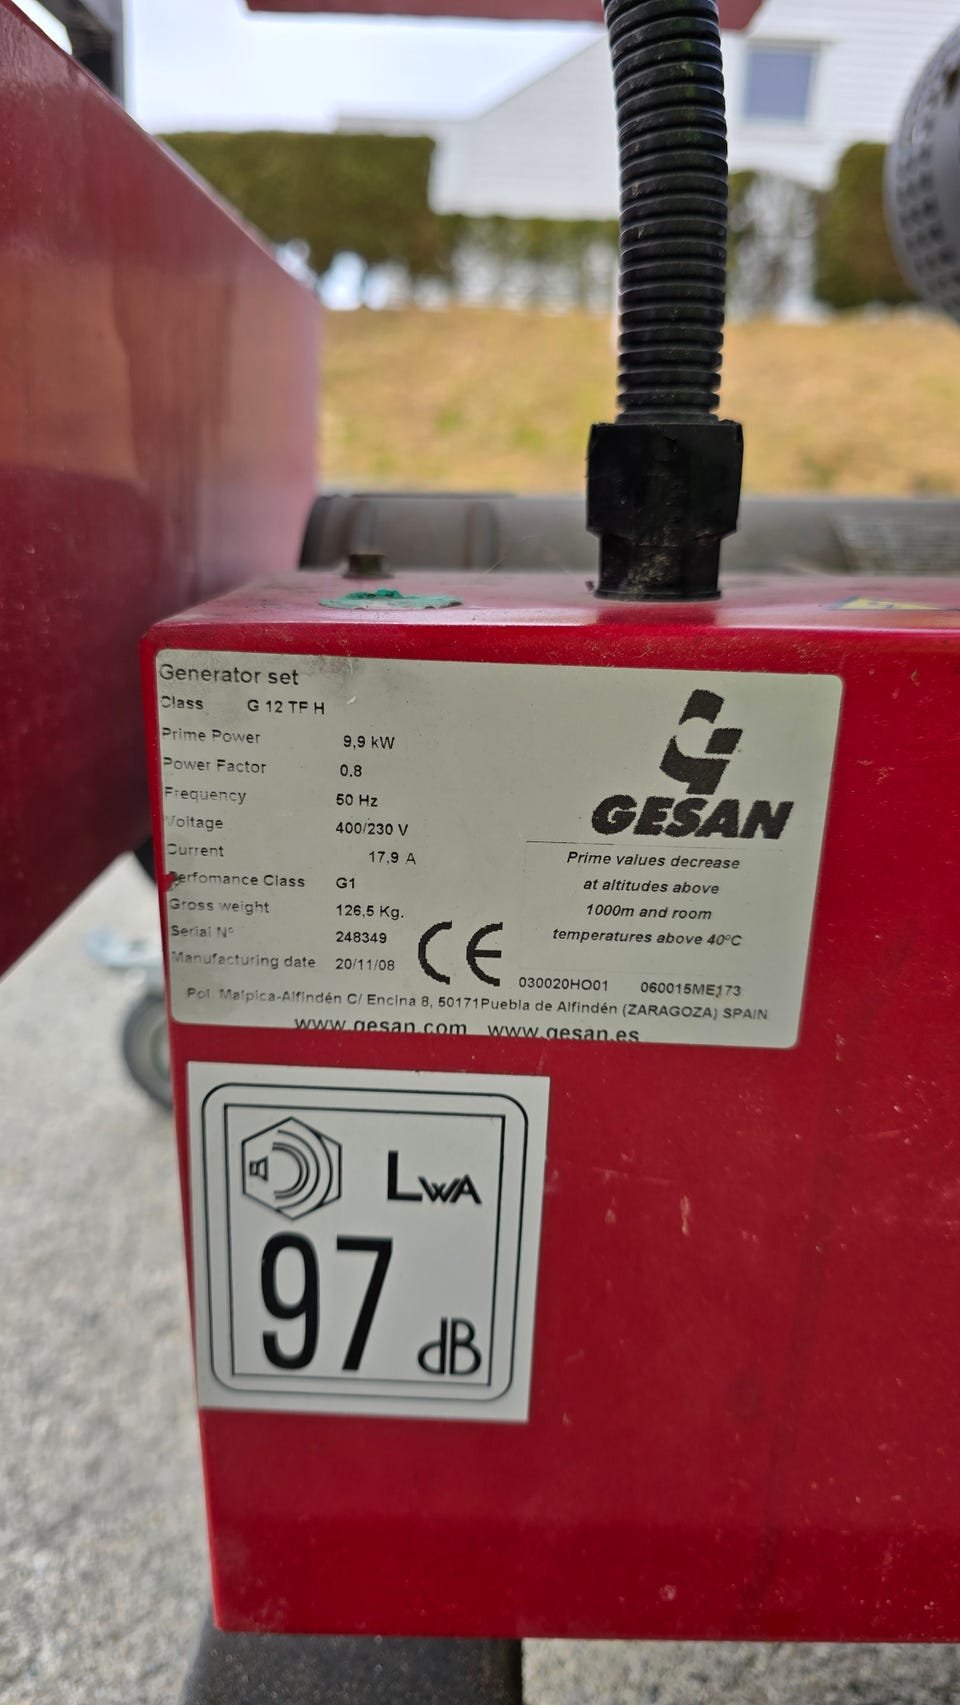 Generator set
Class G 12 TF H
Prime Power 9,9 kW
Power Factor 0.8
Frequency 50 Hz
Voltage 400/230 V
Current 17,9 A
Perfomance Class G1
Gross weight 126,5 Kg.
Serial Nº 248349
Manufacturing date 20/11/08
GESAN
Prime values decrease
at altitudes above
1000m and room
temperatures above 40ºC
CE
030020HO01 060015ME173
Pol. Malpica-Alfindén C/ Encina 8, 50171Puebla de Alfindén (ZARAGOZA) SPAIN
www.gesan.com www.gesan.es
LWA
97
dB